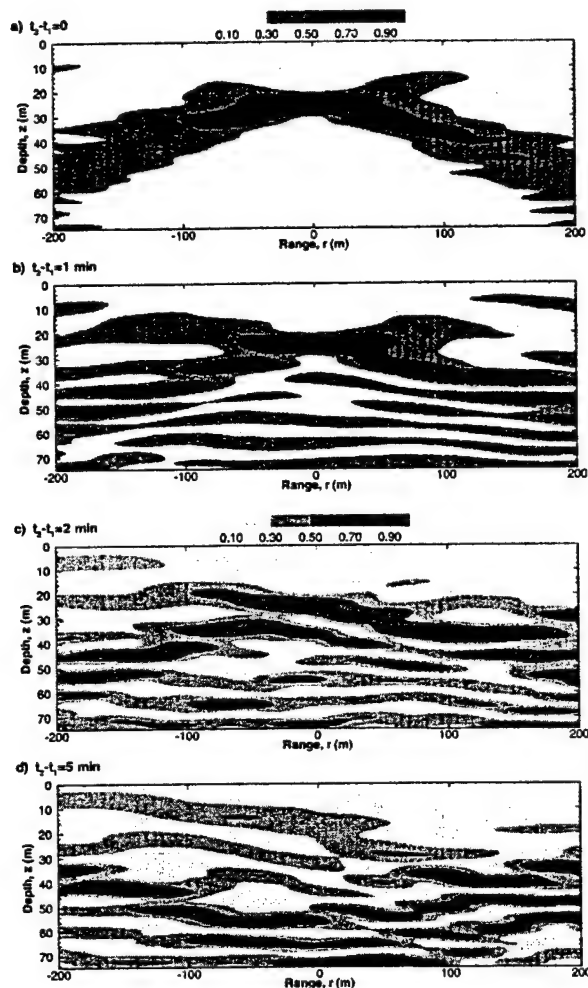 a) t₂-t₁=0
0.10 0.30 0.50 0.70 0.90
0
10
20
30
40
50
60
70
Depth, z (m)
-200 -100 0 100 200
Range, r (m)
b) t₂-t₁=1 min
0
10
20
30
40
50
60
70
Depth, z (m)
-200 -100 0 100 200
Range, r (m)
c) t₂-t₁=2 min
0.10 0.30 0.50 0.70 0.90
0
10
20
30
40
50
60
70
Depth, z (m)
-200 -100 0 100 200
Range, r (m)
d) t₂-t₁=5 min
0
10
20
30
40
50
60
70
Depth, z (m)
-200 -100 0 100 200
Range, r (m)